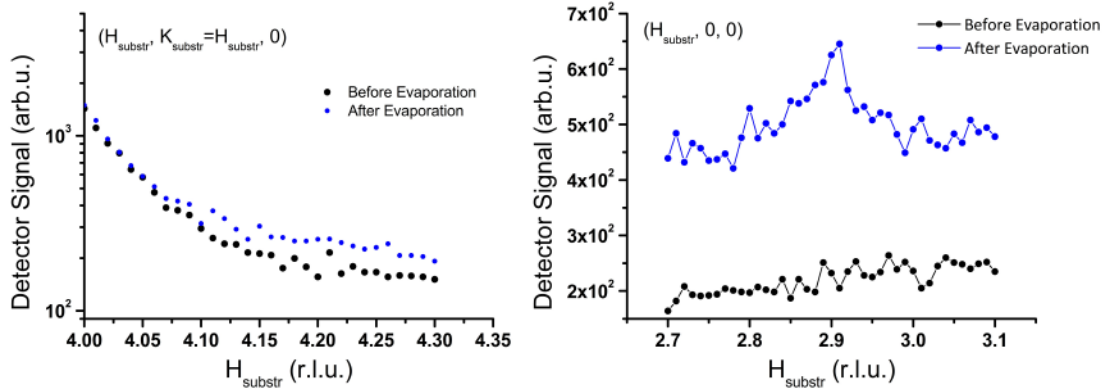 (H_substr, K_substr=H_substr, 0)
Before Evaporation
After Evaporation
Detector Signal (arb.u.)
10^3
10^2
4.00 4.05 4.10 4.15 4.20 4.25 4.30 4.35
H_substr (r.l.u.)
(H_substr, 0, 0)
Before Evaporation
After Evaporation
Detector Signal (arb.u.)
7x10^2
6x10^2
5x10^2
4x10^2
3x10^2
2x10^2
2.7 2.8 2.9 3.0 3.1
H_substr (r.l.u.)